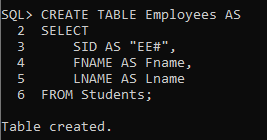 SQL> CREATE TABLE Employees AS
2 SELECT
3 SID AS "EE#",
4 FNAME AS Fname,
5 LNAME AS Lname
6 FROM Students;
Table created.